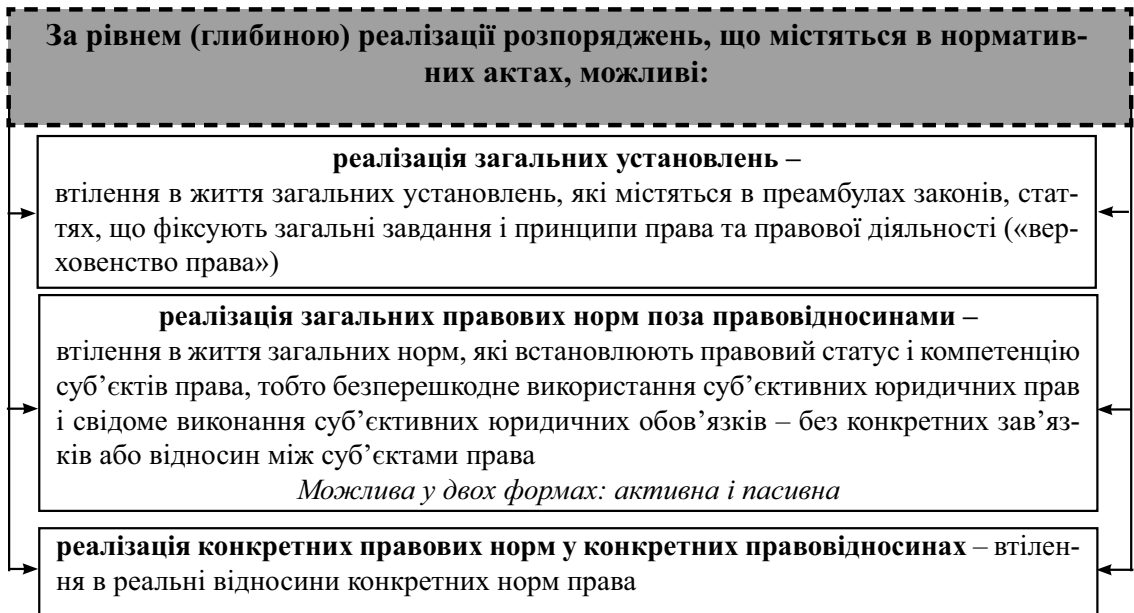 За рівнем (глибиною) реалізації розпоряджень, що містяться в норматив-
них актах, можливі:
реалізація загальних установлень –
втілення в життя загальних установлень, які містяться в преамбулах законів, стат-
тях, що фіксують загальні завдання і принципи права та правової діяльності («вер-
ховенство права»)
реалізація загальних правових норм поза правовідносинами –
втілення в життя загальних норм, які встановлюють правовий статус і компетенцію
суб’єктів права, тобто безперешкодне використання суб’єктивних юридичних прав
і свідоме виконання суб’єктивних юридичних обов’язків – без конкретних зав’яз-
ків або відносин між суб’єктами права
Можлива у двох формах: активна і пасивна
реалізація конкретних правових норм у конкретних правовідносинах – втілен-
ня в реальні відносини конкретних норм права